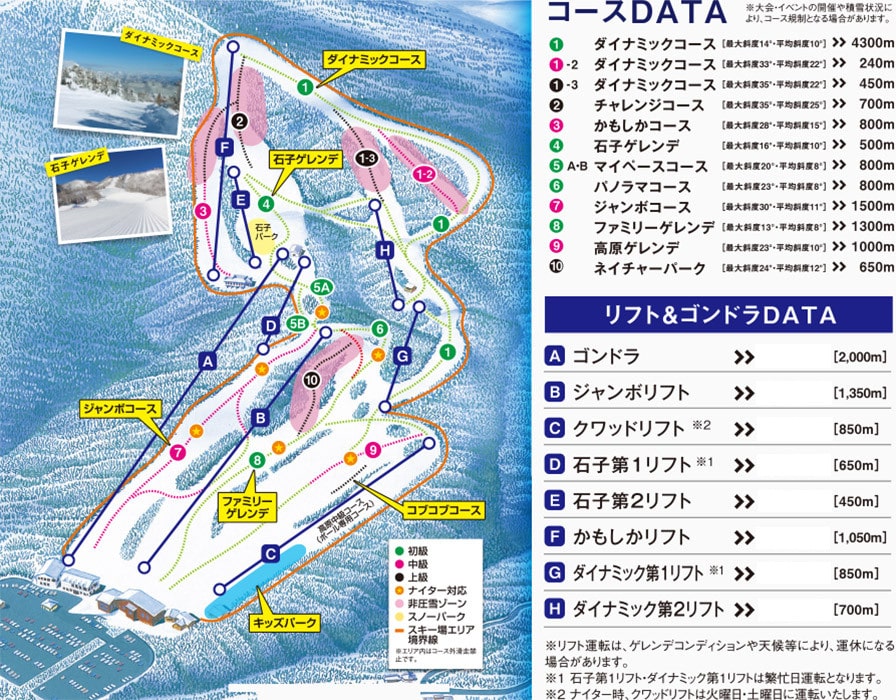 ダイナミックコース
石子ゲレンデ
ダイナミックコース
1
2
F
石子ゲレンデ
1-3
1-2
E
3
4
石子
パーク
1
H
5A
D
5B
6
G
1
A
10
B
ジャンボコース
7
8
9
ファミリー
ゲレンデ
コブコブコース
高原中級コース
(ポール専用コース)
C
キッズパーク
初級
中級
上級
ナイター対応
非圧雪ゾーン
スノーパーク
スキー場エリア
境界線
※エリア内はコース外滑走禁
止です。
コースDATA
※大会・イベントの開催や積雪状況に
より、コース規制となる場合があります。
1 ダイナミックコース [最大斜度14°・平均斜度10°] >> 4300m
1-2 ダイナミックコース [最大斜度33°・平均斜度22°] >> 240m
1-3 ダイナミックコース [最大斜度35°・平均斜度22°] >> 450m
2 チャレンジコース [最大斜度35°・平均斜度25°] >> 700m
3 かもしかコース [最大斜度28°・平均斜度15°] >> 800m
4 石子ゲレンデ [最大斜度16°・平均斜度10°] >> 500m
5 A・B マイペースコース [最大斜度20°・平均斜度8°] >> 800m
6 パノラマコース [最大斜度23°・平均斜度8°] >> 800m
7 ジャンボコース [最大斜度30°・平均斜度11°] >> 1500m
8 ファミリーゲレンデ [最大斜度13°・平均斜度8°] >> 1300m
9 高原ゲレンデ [最大斜度23°・平均斜度10°] >> 1000m
10 ネイチャーパーク [最大斜度24°・平均斜度12°] >> 650m
リフト&ゴンドラDATA
A ゴンドラ >> [2,000m]
B ジャンボリフト >> [1,350m]
C クワッドリフト ※2 >> [850m]
D 石子第1リフト ※1 >> [650m]
E 石子第2リフト >> [450m]
F かもしかリフト >> [1,050m]
G ダイナミック第1リフト ※1 >> [850m]
H ダイナミック第2リフト >> [700m]
※リフト運転は、ゲレンデコンディションや天候等により、運休になる
場合があります。
※1 石子第1リフト・ダイナミック第1リフトは繁忙日運転となります。
※2 ナイター時、クワッドリフトは火曜日・土曜日に運転いたします。